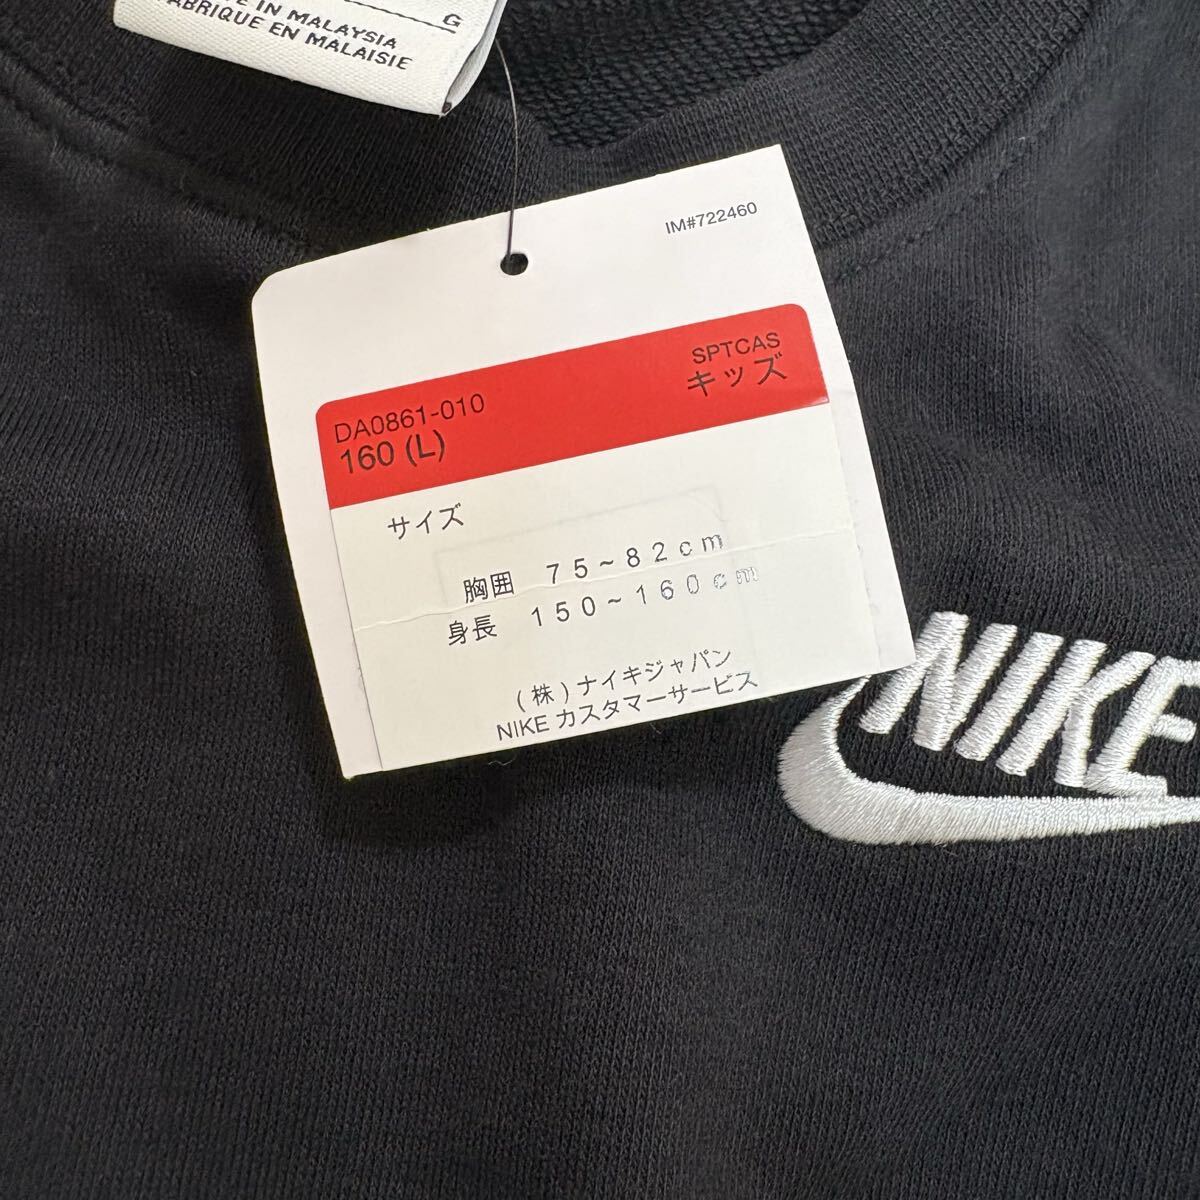 G
IN MALAYSIA
FABRIQUE EN MALAISIE
IM#722460
SPTCAS
キッズ
DA0861-010
160 (L)
サイズ
胸囲 75~82cm
身長 150~160cm
(株)ナイキジャパン
NIKE カスタマーサービス
NIKE